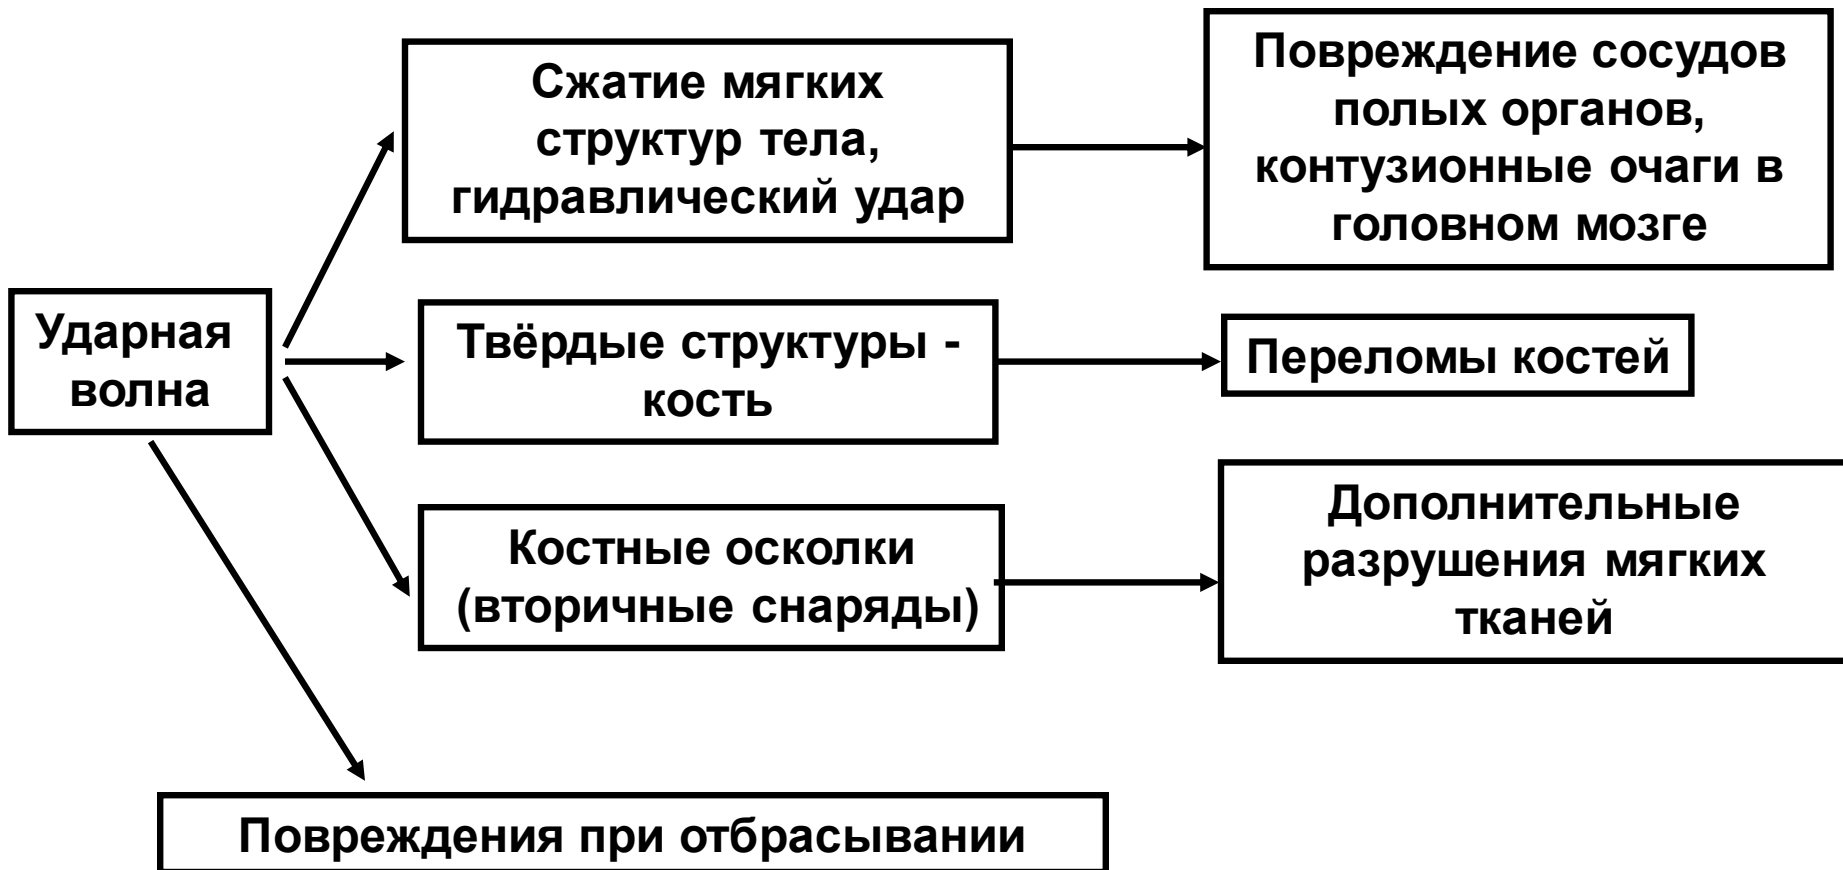 Ударная
волна
Сжатие мягких
структур тела,
гидравлический удар
Повреждение сосудов
полых органов,
контузионные очаги в
головном мозге
Твёрдые структуры -
кость
Переломы костей
Костные осколки
(вторичные снаряды)
Дополнительные
разрушения мягких
тканей
Повреждения при отбрасывании